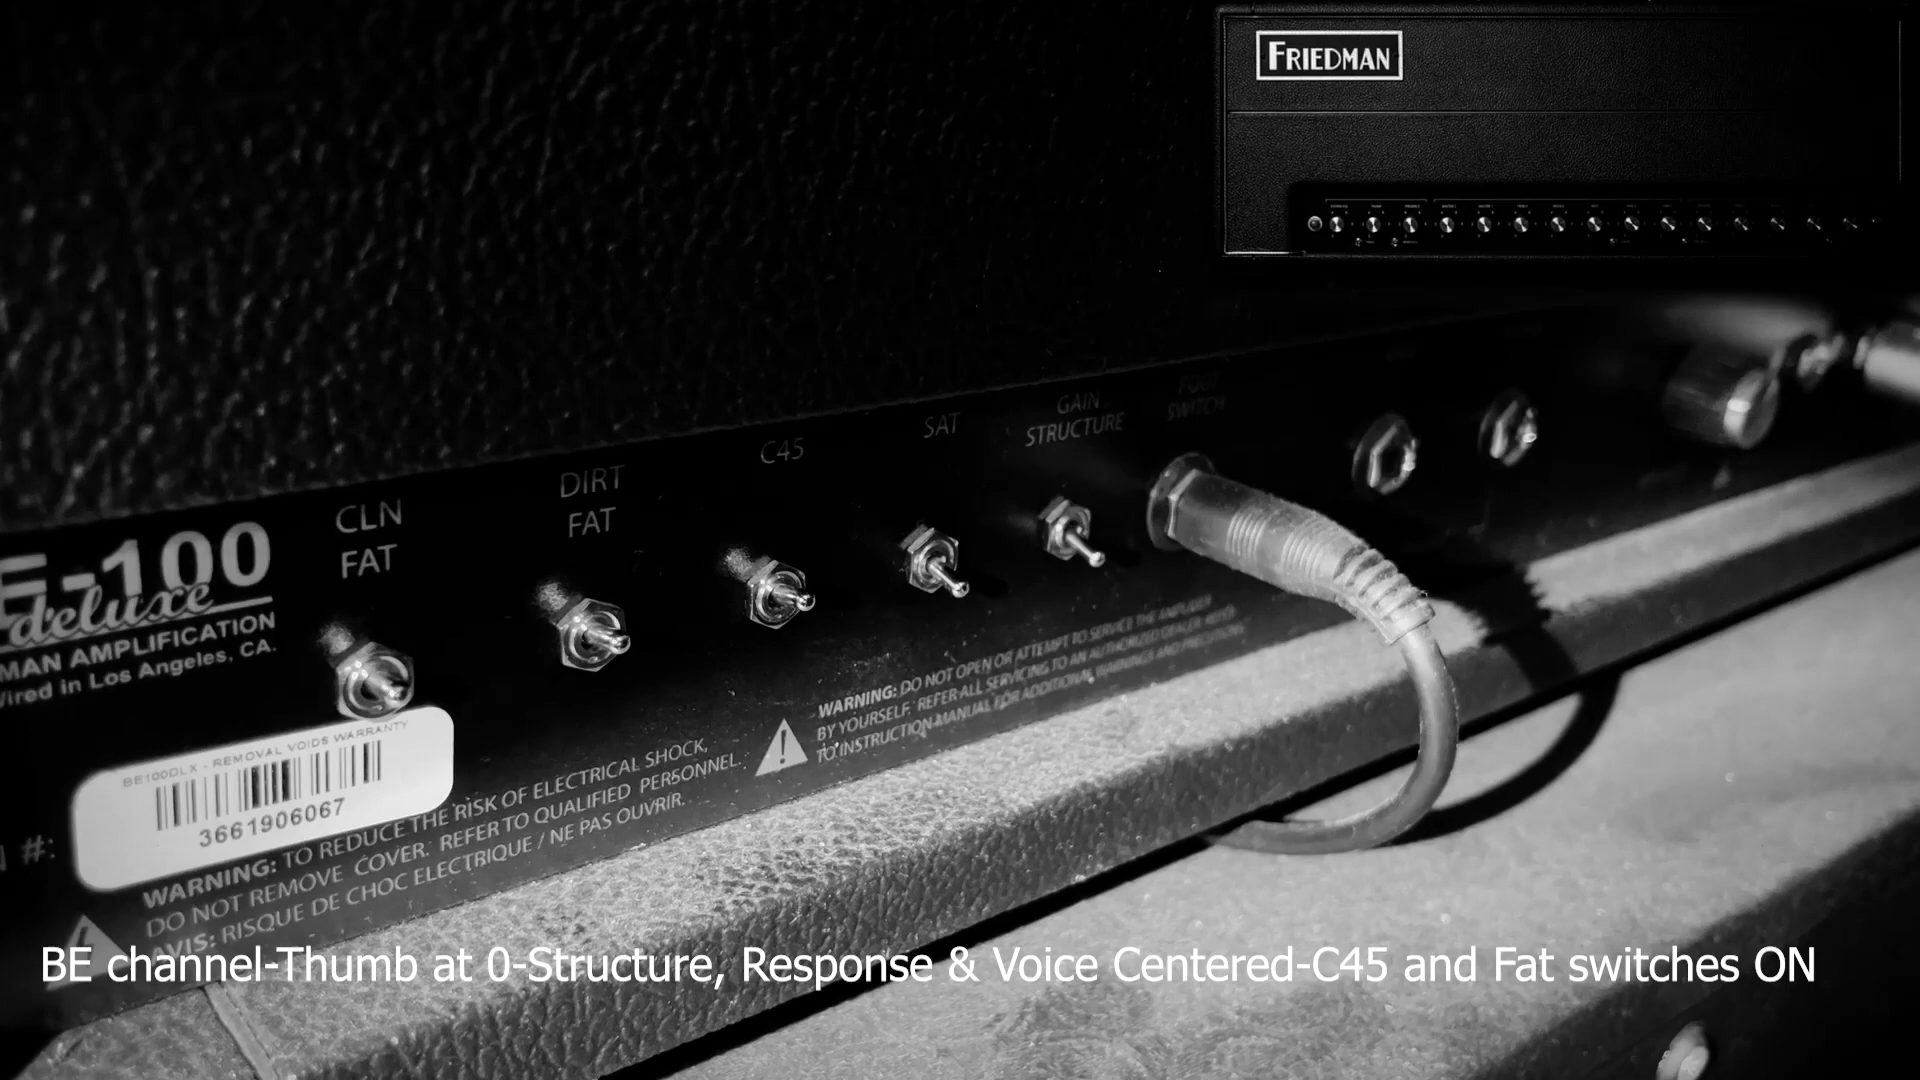 FRIEDMAN
GAIN
STRUCTURE
FOOT
SWITCH
SAT
C45
DIRT
FAT
CLN
FAT
E-100
deluxe
MAN AMPLIFICATION
Wired in Los Angeles, CA.
BE100DLX - REMOVAL VOIDS WARRANTY
3661906067
#:
WARNING: TO REDUCE THE RISK OF ELECTRICAL SHOCK,
DO NOT REMOVE COVER. REFER TO QUALIFIED PERSONNEL.
AVIS: RISQUE DE CHOC ELECTRIQUE / NE PAS OUVRIR.
WARNING: DO NOT OPEN OR ATTEMPT TO SERVICE THE AMPLIFIER
BY YOURSELF. REFER ALL SERVICING TO AN AUTHORIZED DEALER. REFER
TO INSTRUCTION MANUAL FOR ADDITIONAL WARNINGS AND PRECAUTIONS.
BE channel-Thumb at 0-Structure, Response & Voice Centered-C45 and Fat switches ON